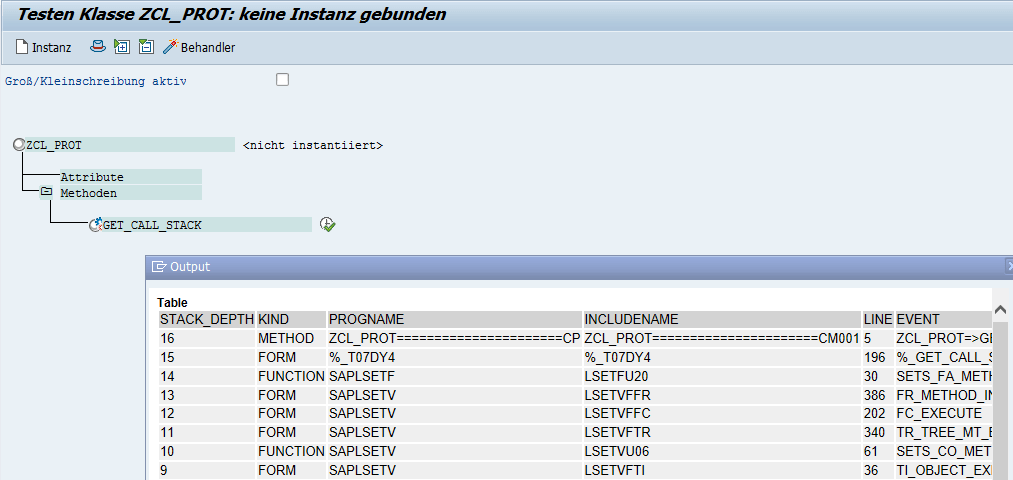 Testen Klasse ZCL_PROT: keine Instanz gebunden
Instanz Behandler
Groß/Kleinschreibung aktiv
ZCL_PROT <nicht instantiiert>
Attribute
Methoden
GET_CALL_STACK
Output
Table
STACK_DEPTH KIND PROGNAME INCLUDENAME LINE EVENT
16 METHOD ZCL_PROT======================CP ZCL_PROT======================CM001 5 ZCL_PROT=>GE
15 FORM %_T07DY4 %_T07DY4 196 %_GET_CALL_S
14 FUNCTION SAPLSETF LSETFU20 30 SETS_FA_METH
13 FORM SAPLSETV LSETVFFR 386 FR_METHOD_IN
12 FORM SAPLSETV LSETVFFC 202 FC_EXECUTE
11 FORM SAPLSETV LSETVFTR 340 TR_TREE_MT_E
10 FUNCTION SAPLSETV LSETVU06 61 SETS_CO_MET
9 FORM SAPLSETV LSETVFTI 36 TI_OBJECT_EX